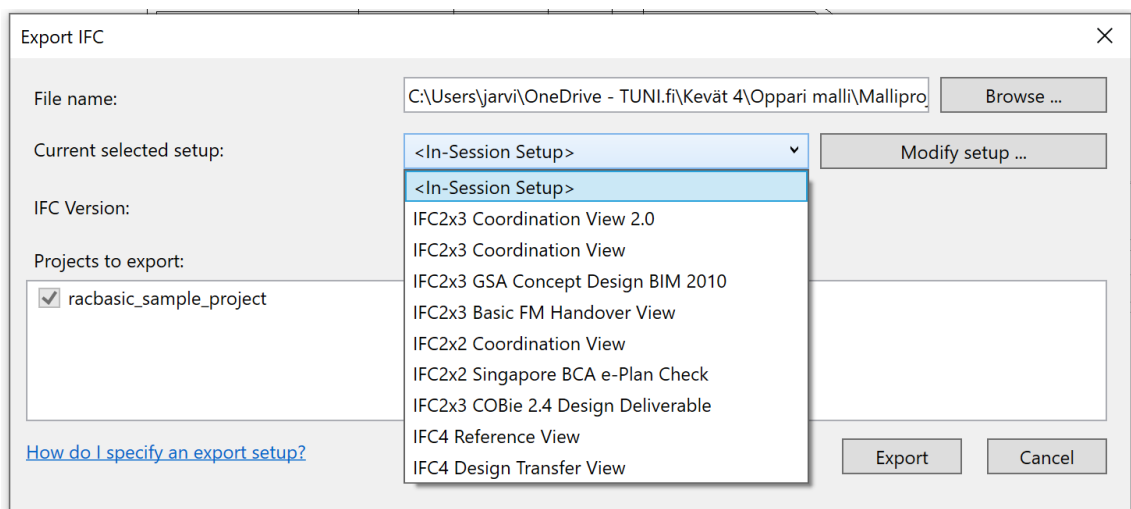 Export IFC
File name:
C:\Users\jarvi\OneDrive - TUNI.fi\Kevät 4\Oppari malli\Mallipro
Browse ...
Current selected setup:
<In-Session Setup>
Modify setup ...
<In-Session Setup>
IFC2x3 Coordination View 2.0
IFC2x3 Coordination View
IFC2x3 GSA Concept Design BIM 2010
IFC2x3 Basic FM Handover View
IFC2x2 Coordination View
IFC2x2 Singapore BCA e-Plan Check
IFC2x3 COBie 2.4 Design Deliverable
IFC4 Reference View
IFC4 Design Transfer View
IFC Version:
Projects to export:
racbasic_sample_project
How do I specify an export setup?
Export
Cancel